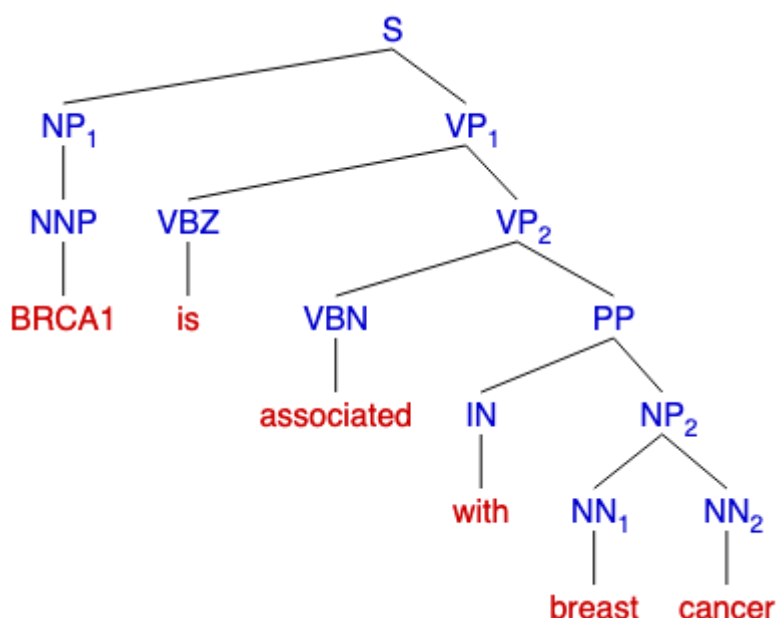 S
NP₁ VP₁
NNP VBZ VP₂
BRCA1 is VBN PP
associated IN NP₂
with NN₁ NN₂
breast cancer